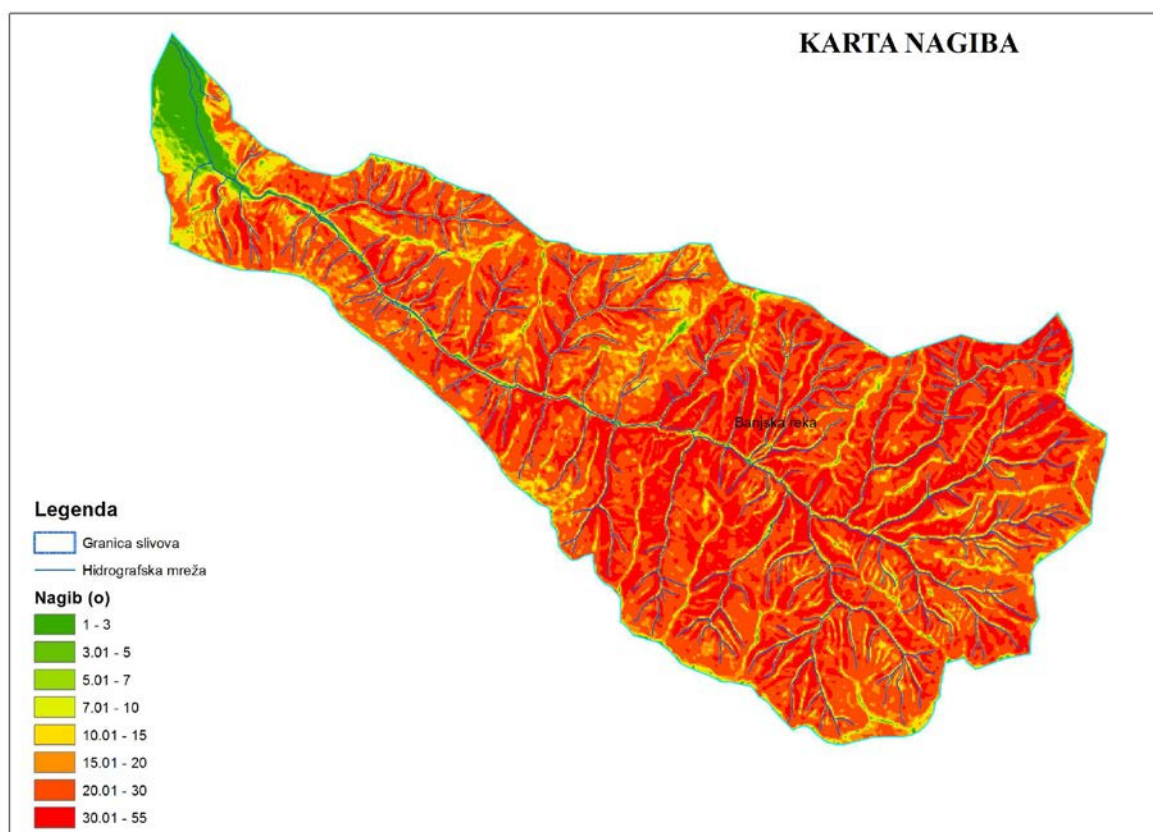 KARTA NAGIBA
Banjska reka
Legenda
Granica slivova
Hidrografska mreža
Nagib (o)
1 - 3
3.01 - 5
5.01 - 7
7.01 - 10
10.01 - 15
15.01 - 20
20.01 - 30
30.01 - 55